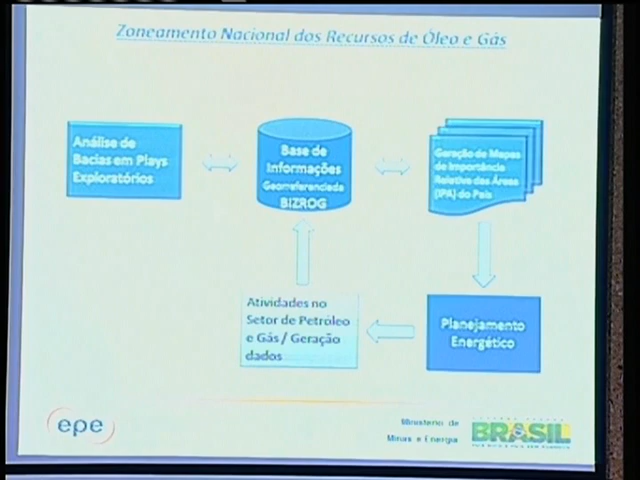 Zoneamento Nacional dos Recursos de Óleo e Gás
Análise de
Bacias em Plays
Exploratórios
Base de
Informações
Georreferenciada
BIZROG
Geração de Mapas
de Importância
Relativa das Áreas
(IPA) do País
Atividades no
Setor de Petróleo
e Gás / Geração
dados
Planejamento
Energético
epe
Ministério de
Minas e Energia
BRASIL